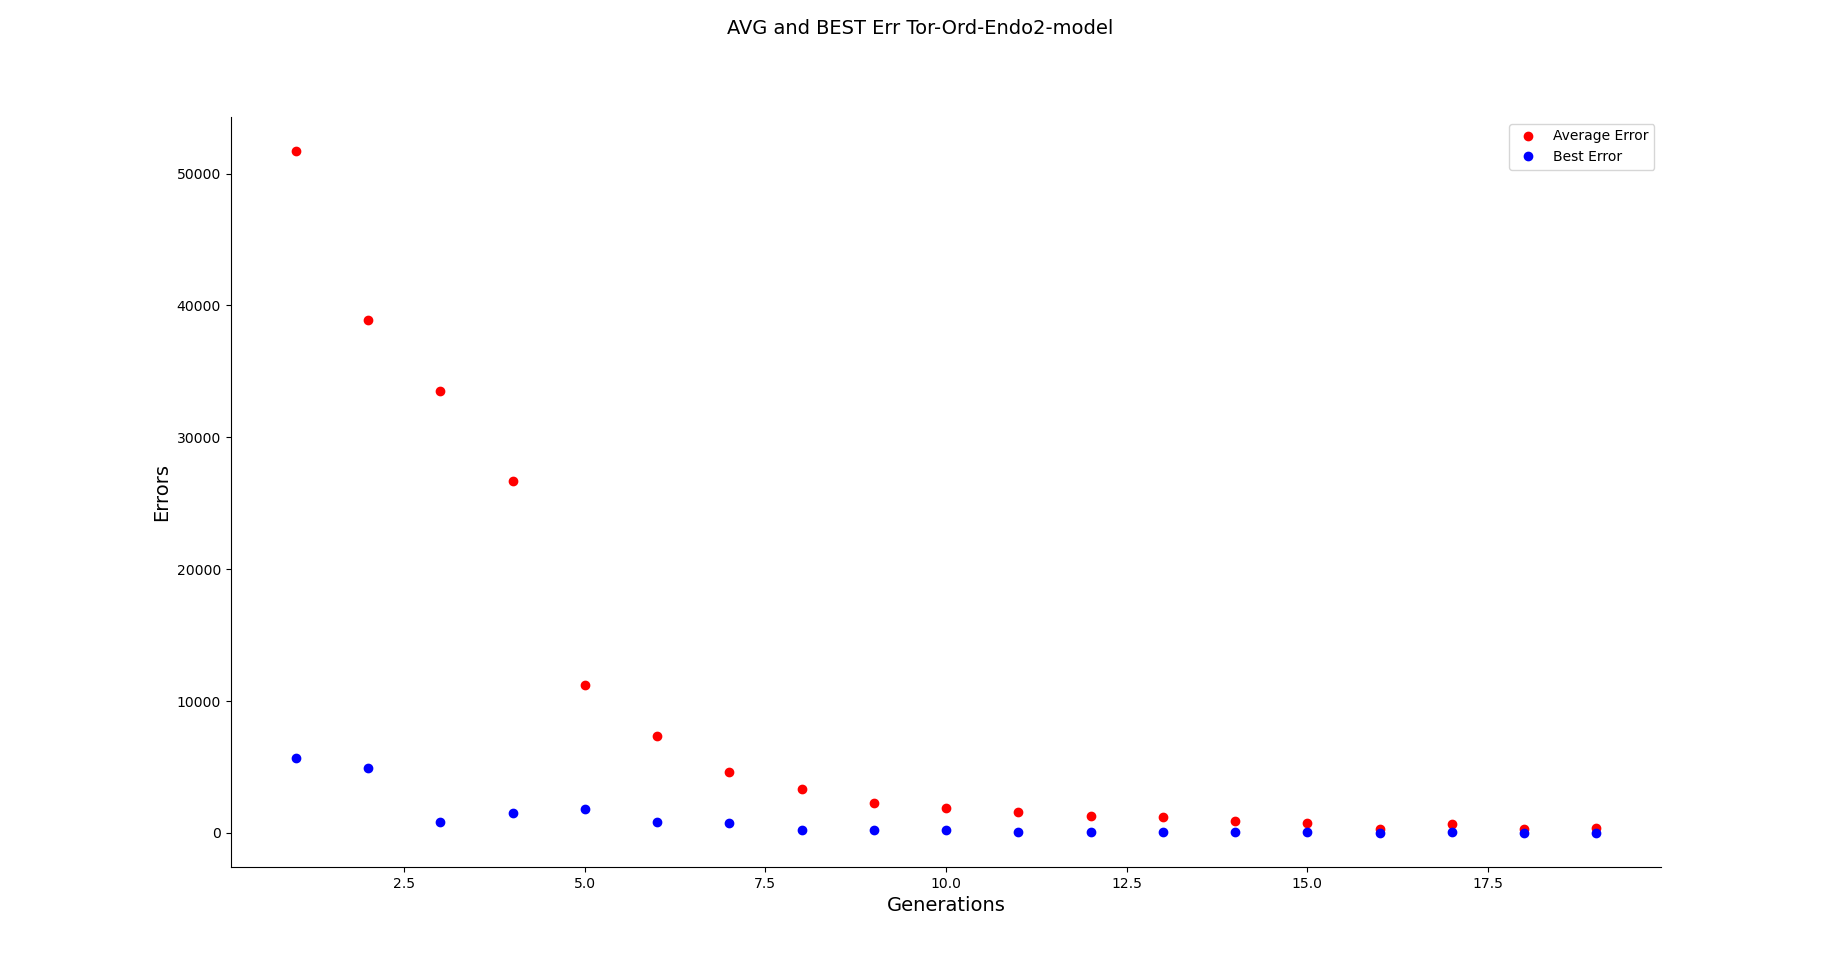 AVG and BEST Err Tor-Ord-Endo2-model
Average Error
Best Error
50000
40000
30000
20000
10000
0
Errors
2.5 5.0 7.5 10.0 12.5 15.0 17.5
Generations